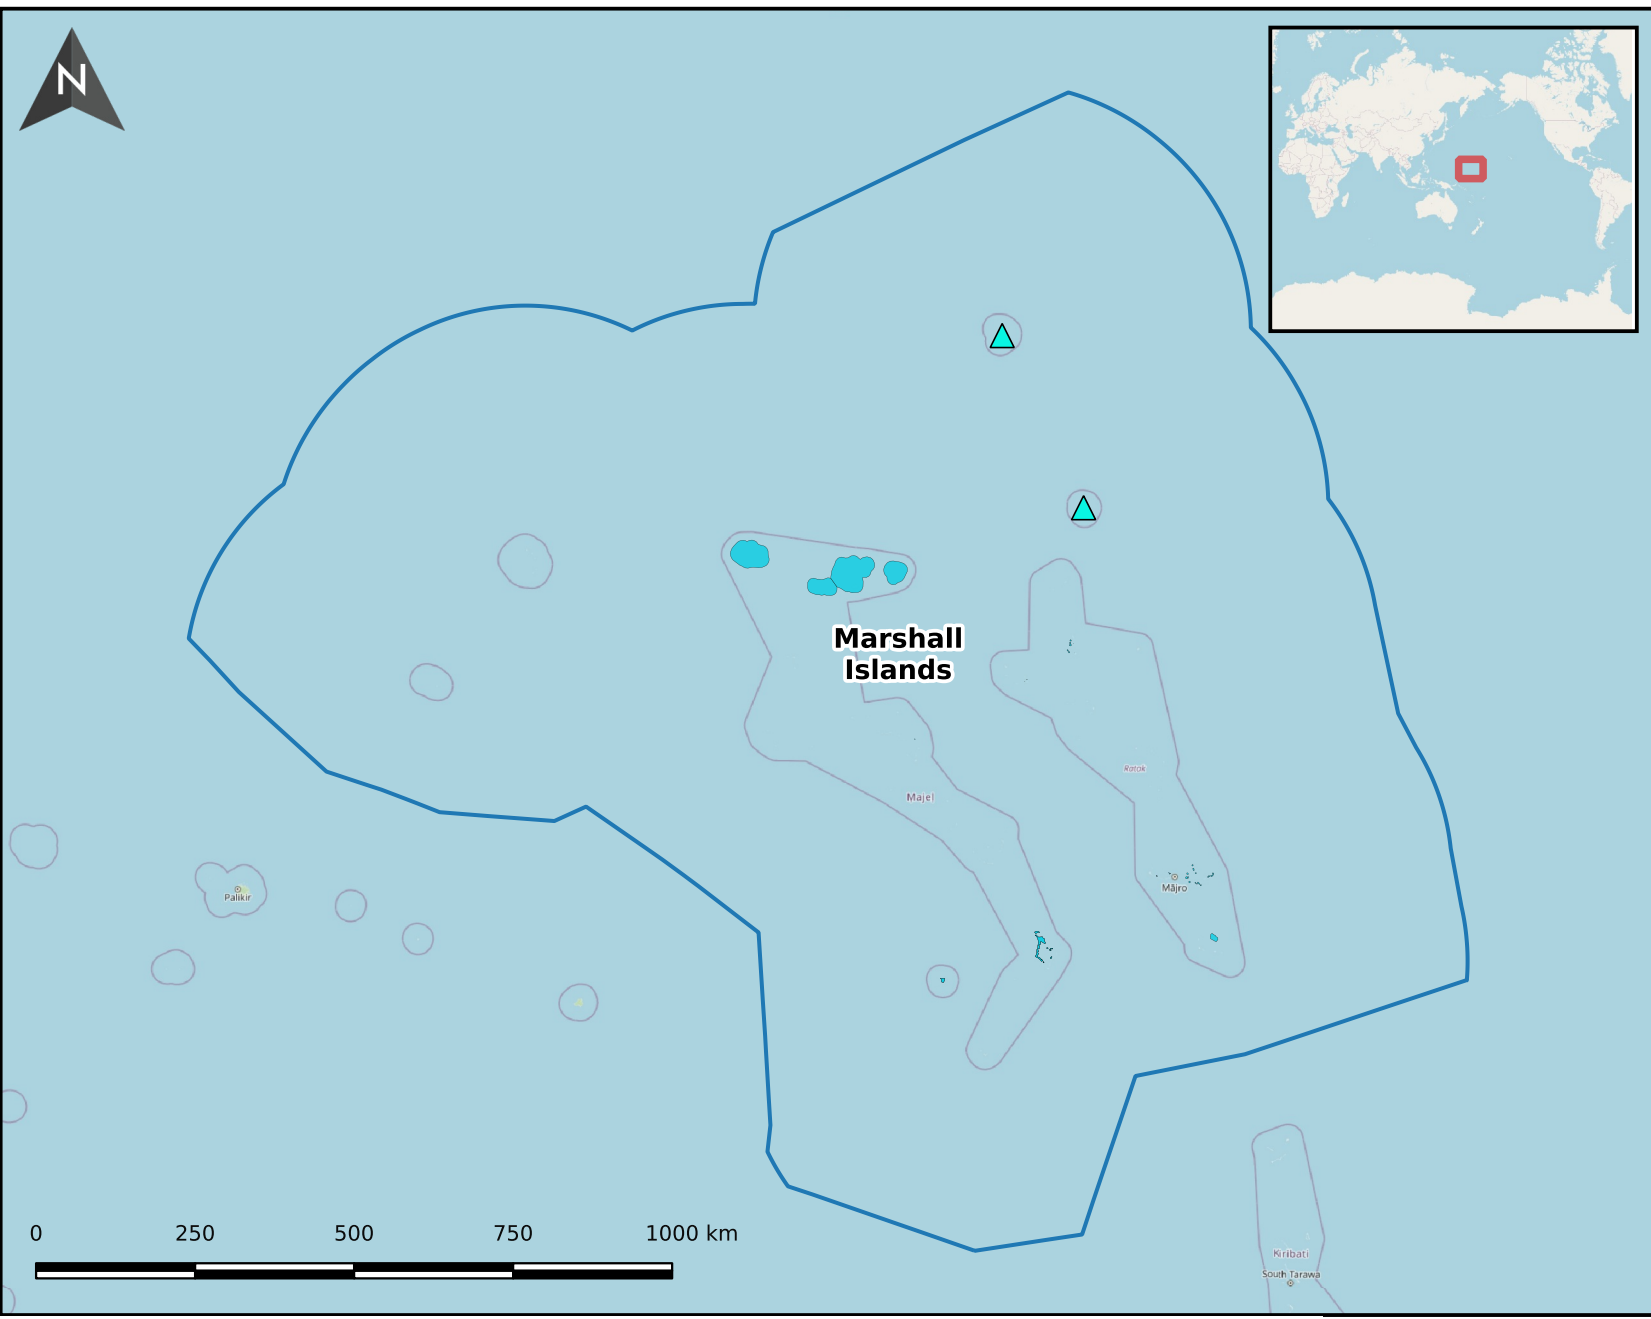 N
Marshall
Islands
Ratak
Majel
Mājro
Palikir
Kiribati
South Tarawa
0 250 500 750 1000 km